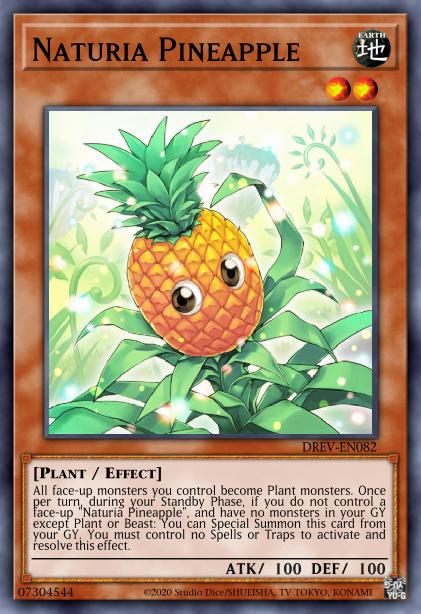 NATURIA PINEAPPLE
EARTH
地
DREV-EN082
[PLANT / EFFECT]
All face-up monsters you control become Plant monsters. Once
per turn, during your Standby Phase, if you do not control a
face-up "Naturia Pineapple", and have no monsters in your GY
except Plant or Beast: You can Special Summon this card from
your GY. You must control no Spells or Traps to activate and
resolve this effect.
ATK/ 100 DEF/ 100
07304544
©2020 Studio Dice/SHUEISHA, TV TOKYO, KONAMI